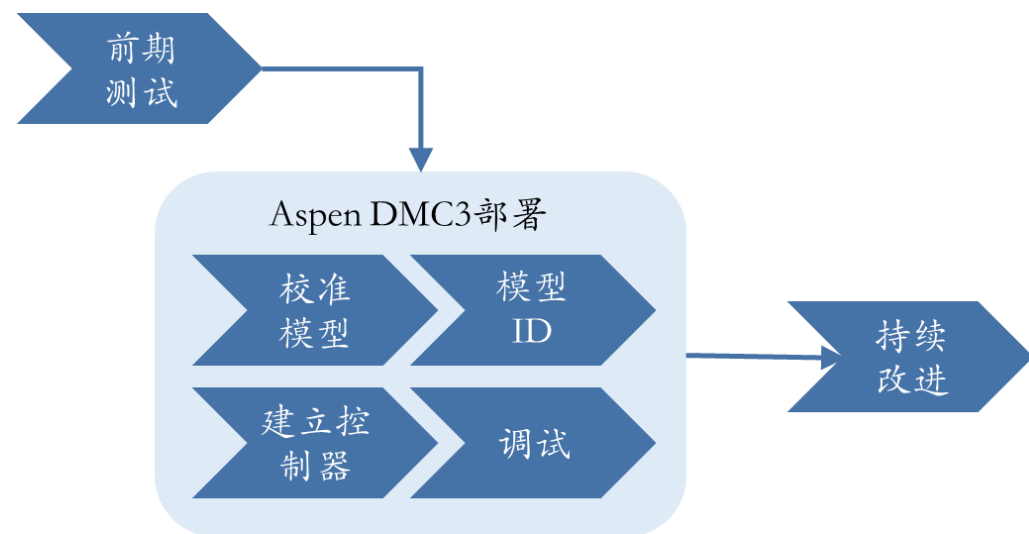 前期
测试
Aspen DMC3部署
校准
模型
模型
ID
建立控
制器
调试
持续
改进